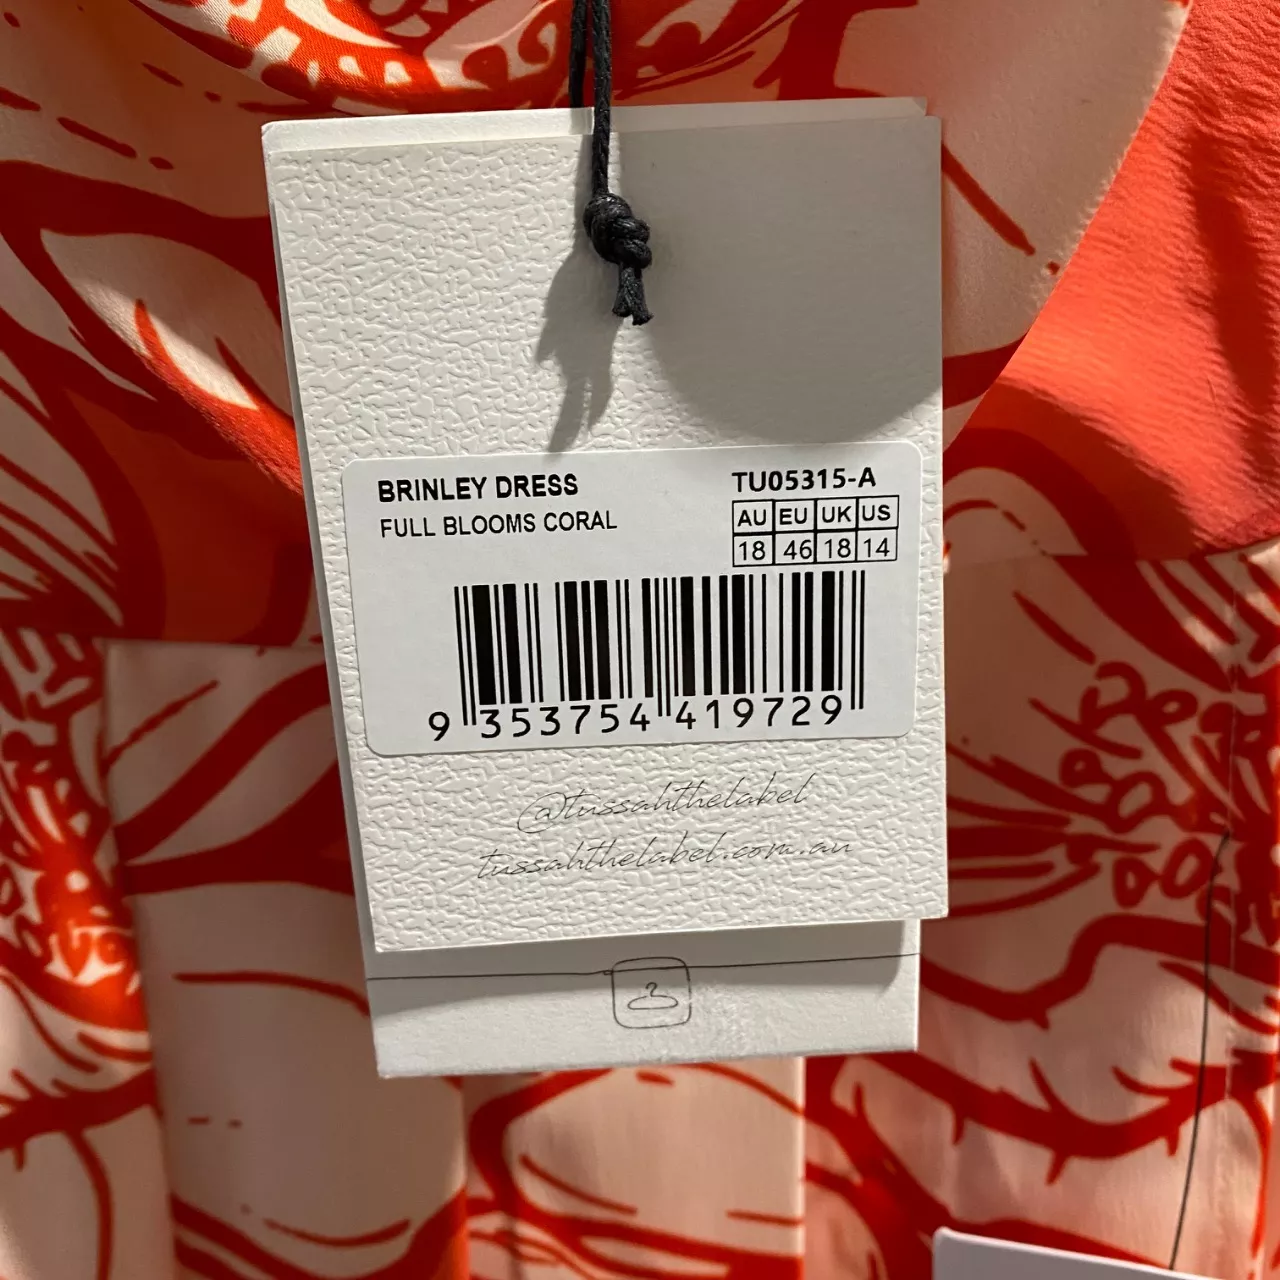 BRINLEY DRESS
FULL BLOOMS CORAL
TU05315-A
AU EU UK US
18 46 18 14
9 353754 419729
@tussahthelabel
tussahthelabel.com.au